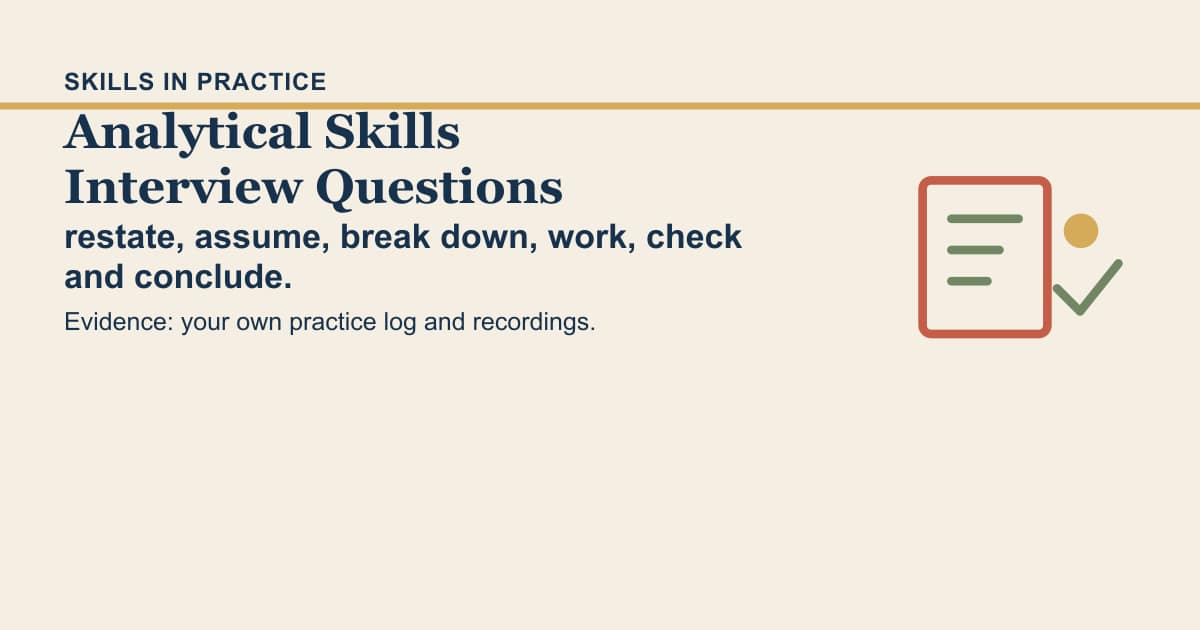 SKILLS IN PRACTICE
Analytical Skills
Interview Questions
restate, assume, break down, work, check
and conclude.
Evidence: your own practice log and recordings.